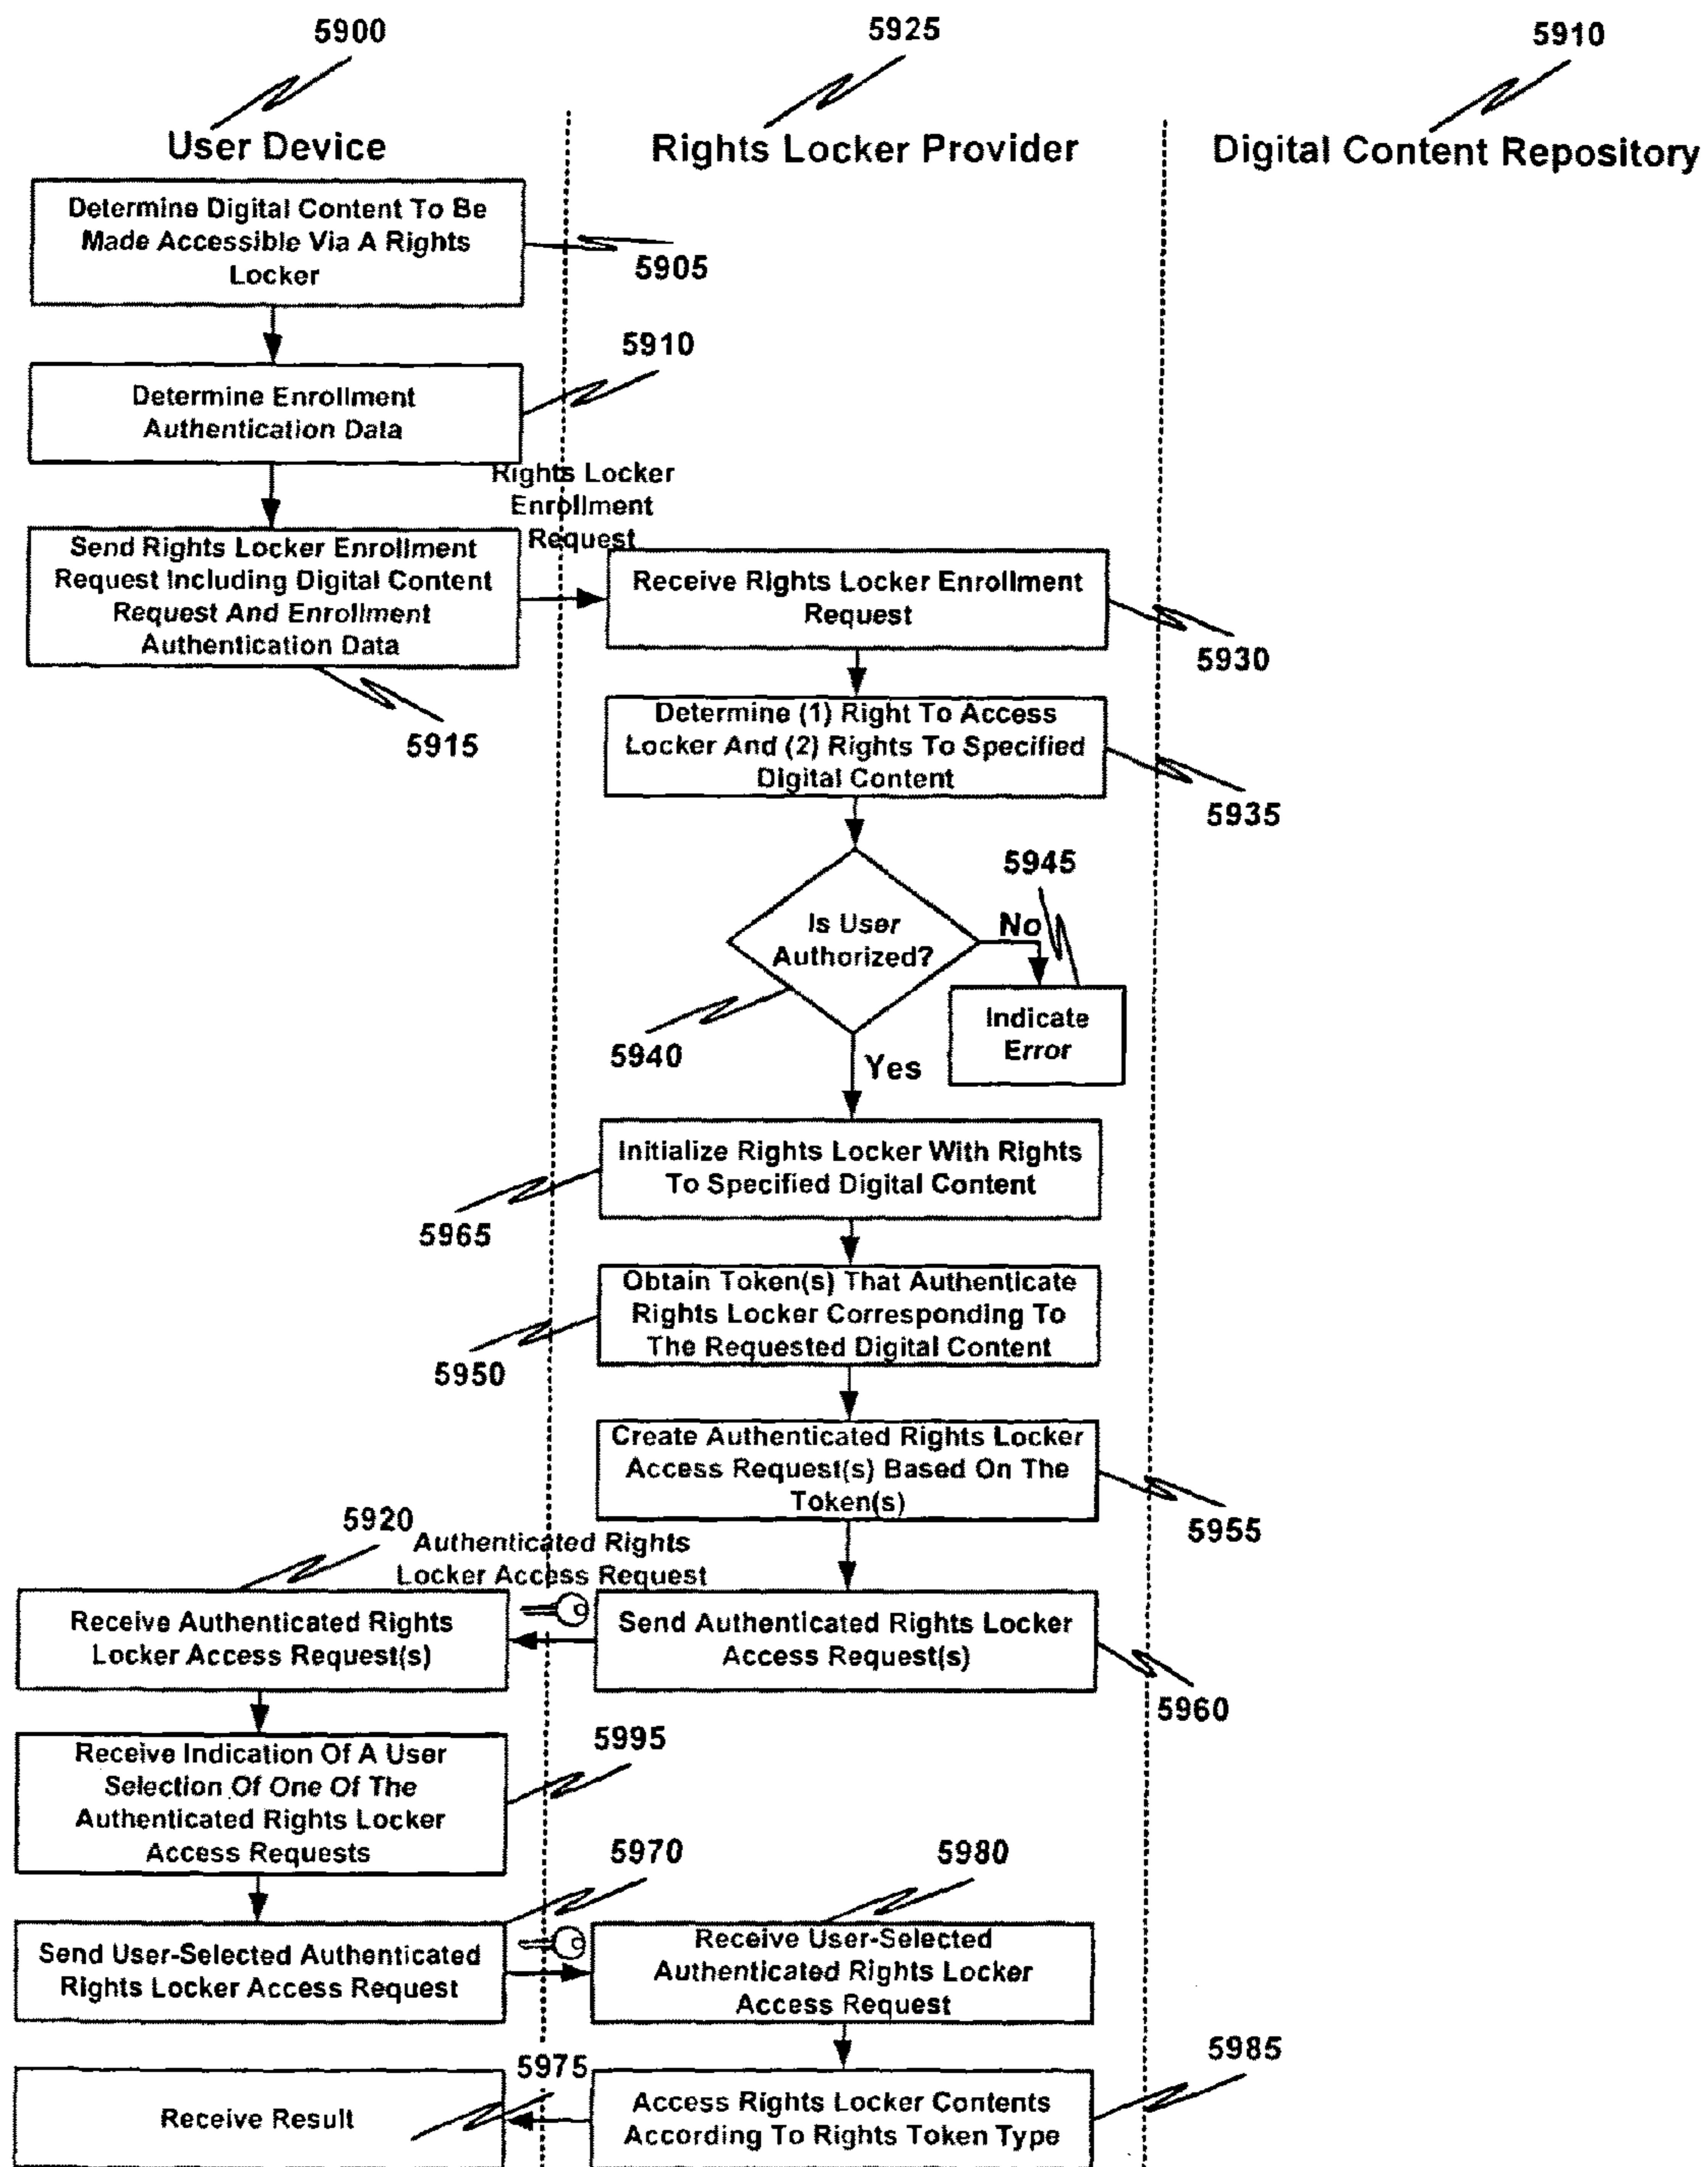 5900
5925
5910
User Device
Rights Locker Provider
Digital Content Repository
Determine Digital Content To Be
Made Accessible Via A Rights
Locker
5905
5910
Determine Enrollment
Authentication Data
Rights Locker
Enrollment
Request
Send Rights Locker Enrollment
Request Including Digital Content
Request And Enrollment
Authentication Data
Receive Rights Locker Enrollment
Request
5930
5915
Determine (1) Right To Access
Locker And (2) Rights To Specified
Digital Content
5935
5945
Is User
Authorized?
No
Indicate
Error
5940
Yes
Initialize Rights Locker With Rights
To Specified Digital Content
5965
Obtain Token(s) That Authenticate
Rights Locker Corresponding To
The Requested Digital Content
5950
Create Authenticated Rights Locker
Access Request(s) Based On The
Token(s)
5955
5920
Authenticated Rights
Locker Access Request
Receive Authenticated Rights
Locker Access Request(s)
Send Authenticated Rights Locker
Access Request(s)
5960
5995
Receive Indication Of A User
Selection Of One Of The
Authenticated Rights Locker
Access Requests
5970
5980
Send User-Selected Authenticated
Rights Locker Access Request
Receive User-Selected
Authenticated Rights Locker
Access Request
5975
5985
Receive Result
Access Rights Locker Contents
According To Rights Token Type